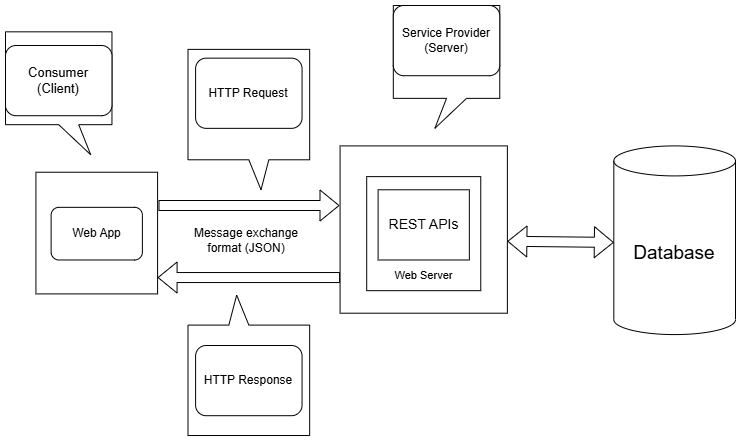 Consumer
(Client)
HTTP Request
Service Provider
(Server)
Web App
Message exchange
format (JSON)
REST APIs
Web Server
Database
HTTP Response